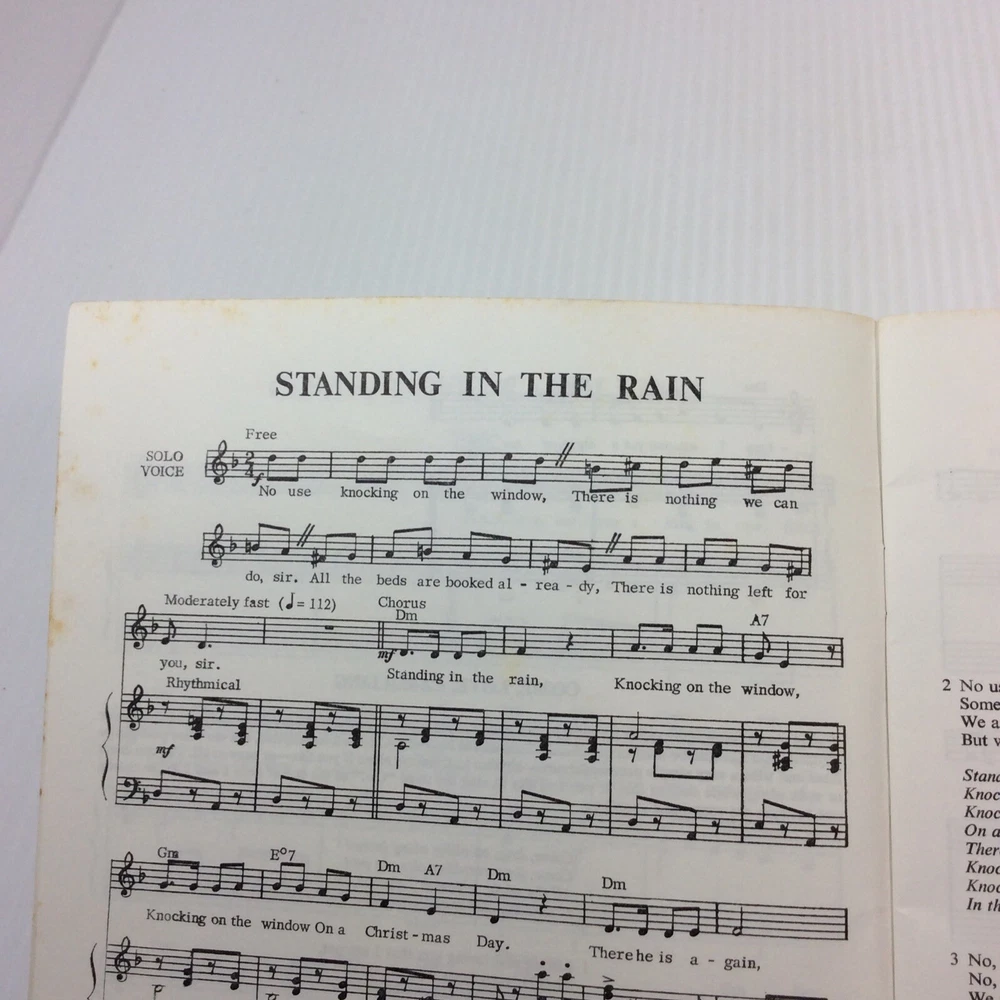 STANDING IN THE RAIN
Free
SOLO
VOICE
2
4
f
No use knocking on the window, There is nothing we can
do, sir. All the beds are booked al - rea - dy, There is nothing left for
Moderately fast (♩= 112) Chorus
Dm A7
mf
you, sir. Standing in the rain, Knocking on the window,
Rhythmical
mf
Gm E°7 Dm A7 Dm Dm
Knocking on the window On a Christ - mas Day. There he is a - gain,
2 No
Some
We a
But
Stand
Knoc
Knoc
On a
Ther
Knoc
Knoc
In th
3 No,
No,
We